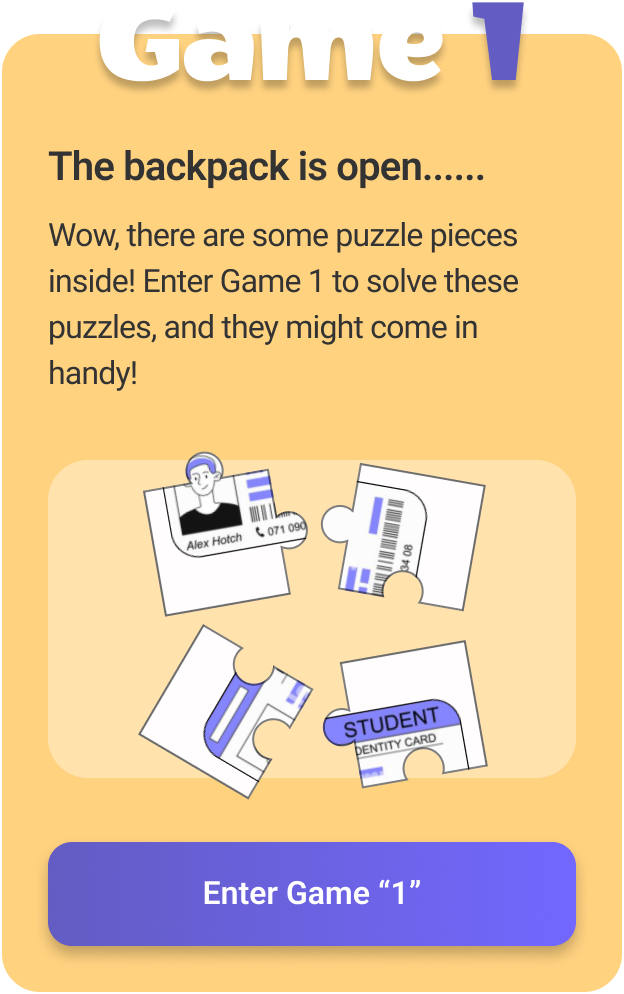 Game 1
The backpack is open......
Wow, there are some puzzle pieces
inside! Enter Game 1 to solve these
puzzles, and they might come in
handy!
Alex Hotch
071 090
34 08
STUDENT
DENTITY CARD
Enter Game “1”